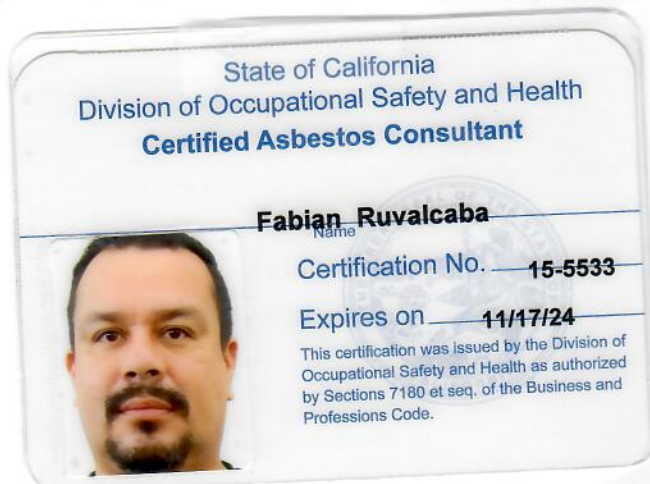 State of California
Division of Occupational Safety and Health
Certified Asbestos Consultant
Fabian Ruvalcaba
Name
Certification No. 15-5533
Expires on 11/17/24
This certification was issued by the Division of
Occupational Safety and Health as authorized
by Sections 7180 et seq. of the Business and
Professions Code.